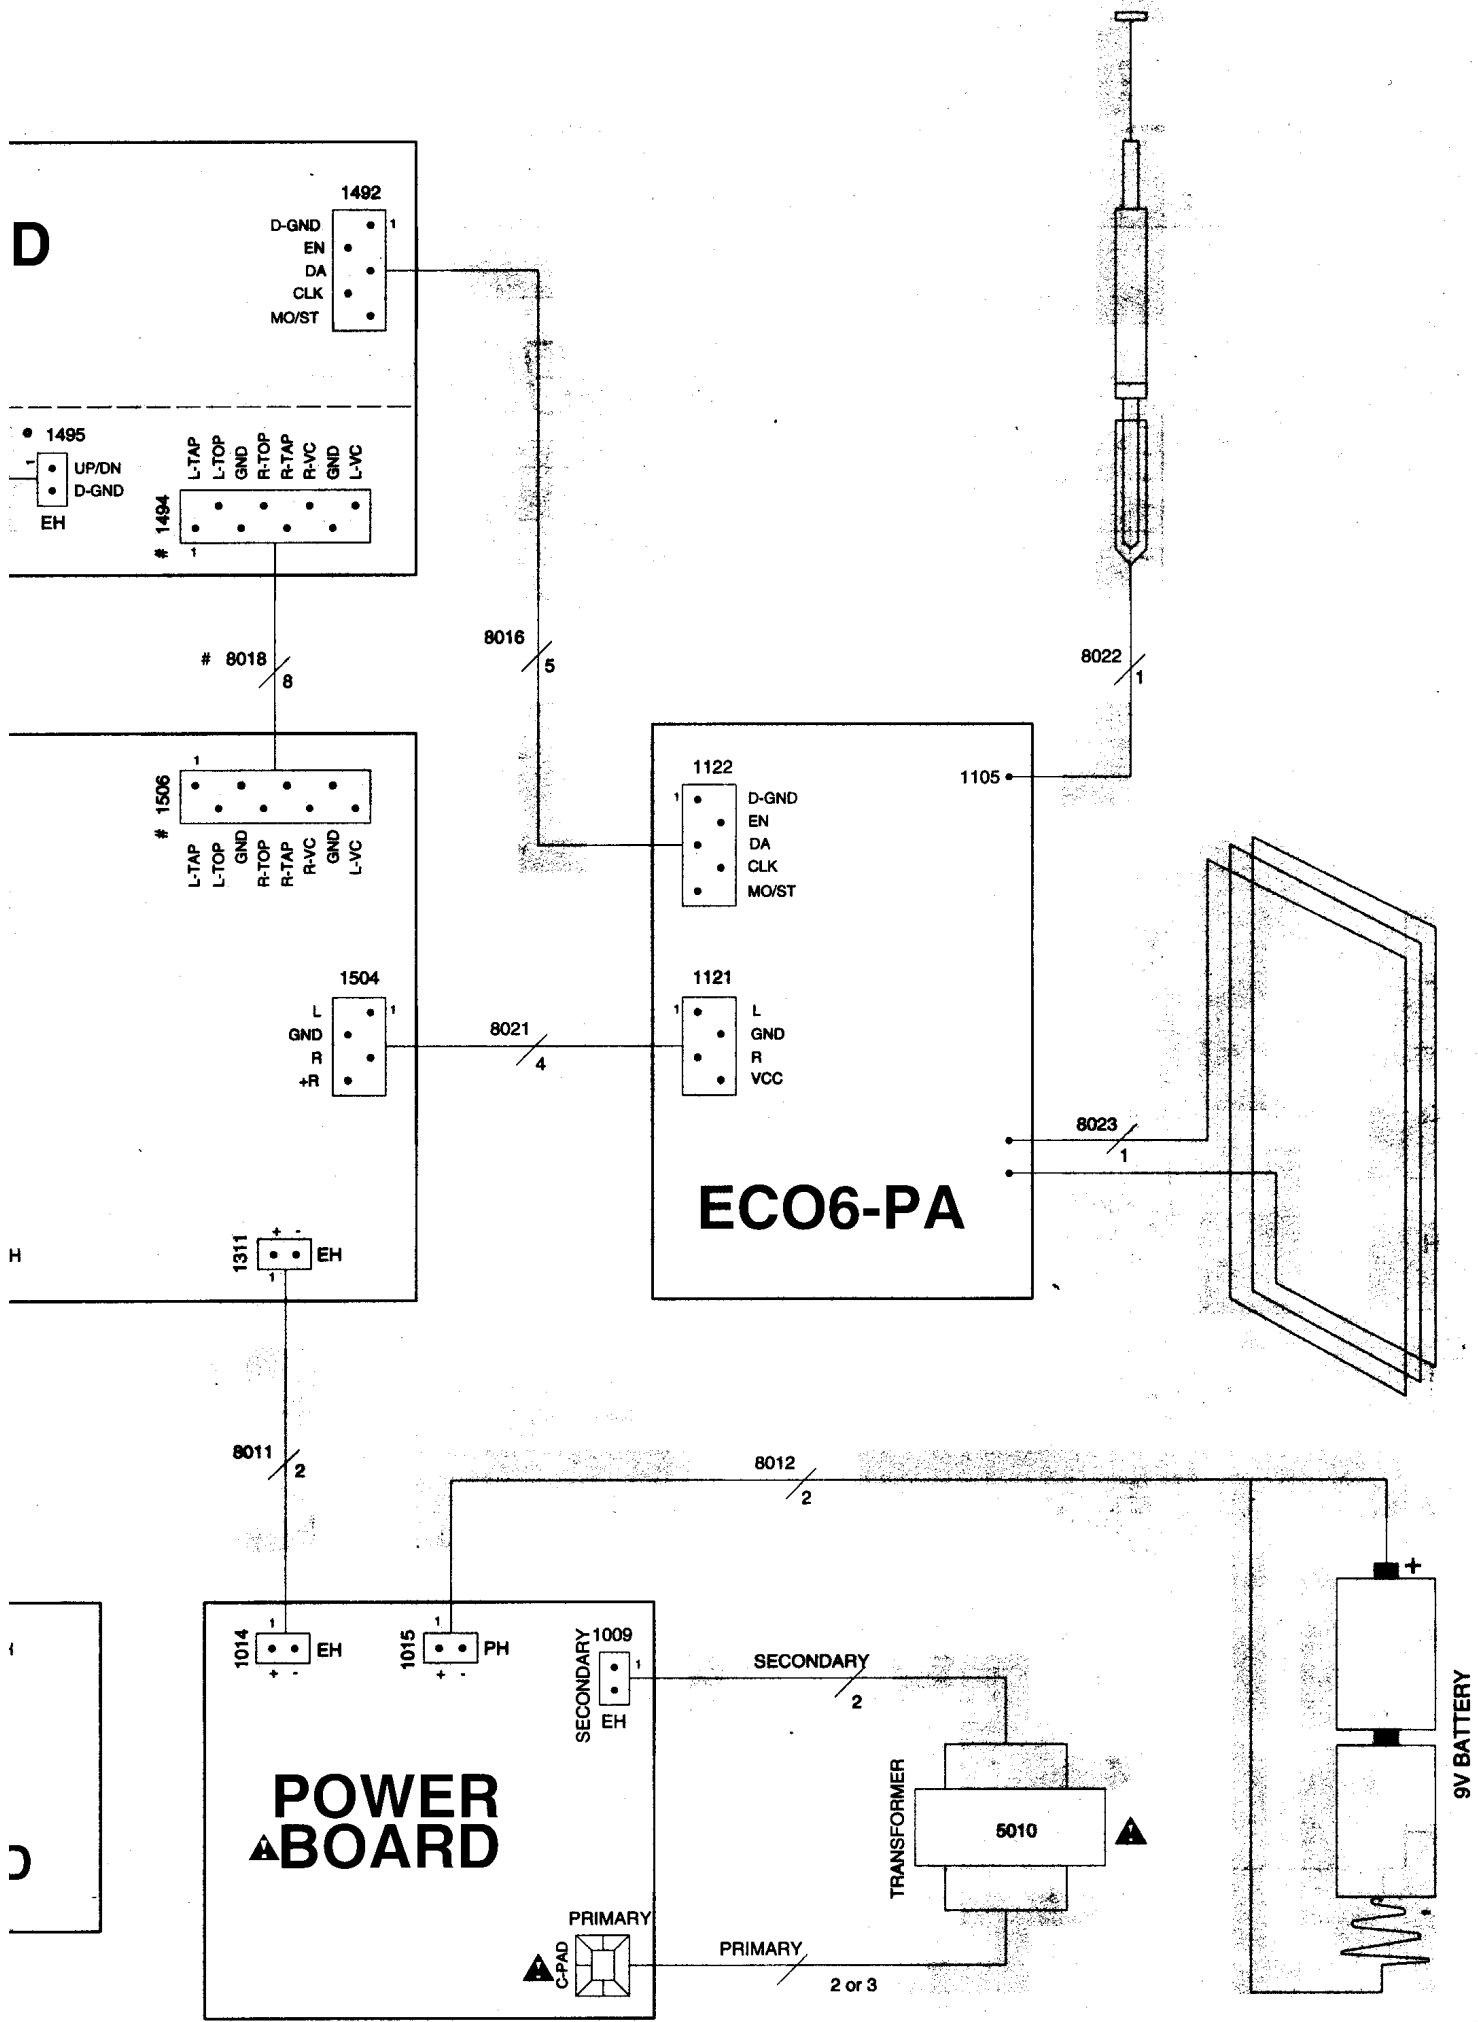 D
1492
D-GND
1
EN
DA
CLK
MO/ST
1495
1
UP/DN
D-GND
EH
L-TAP
L-TOP
GND
R-TOP
R-TAP
R-VC
GND
L-VC
# 1494
1
# 8018
8
8016
5
8022
1
1
# 1506
L-TAP
L-TOP
GND
R-TOP
R-TAP
R-VC
GND
L-VC
1504
L
1
GND
R
+R
8021
4
1122
1
D-GND
EN
DA
CLK
MO/ST
1105
1121
1
L
GND
R
VCC
8023
1
ECO6-PA
H
1311
+ -
EH
1
8011
2
8012
2
1014
1
EH
+ -
1015
1
PH
+ -
SECONDARY
1009
1
EH
SECONDARY
2
POWER
BOARD
TRANSFORMER
5010
PRIMARY
C-PAD
PRIMARY
2 or 3
+
9V BATTERY
-